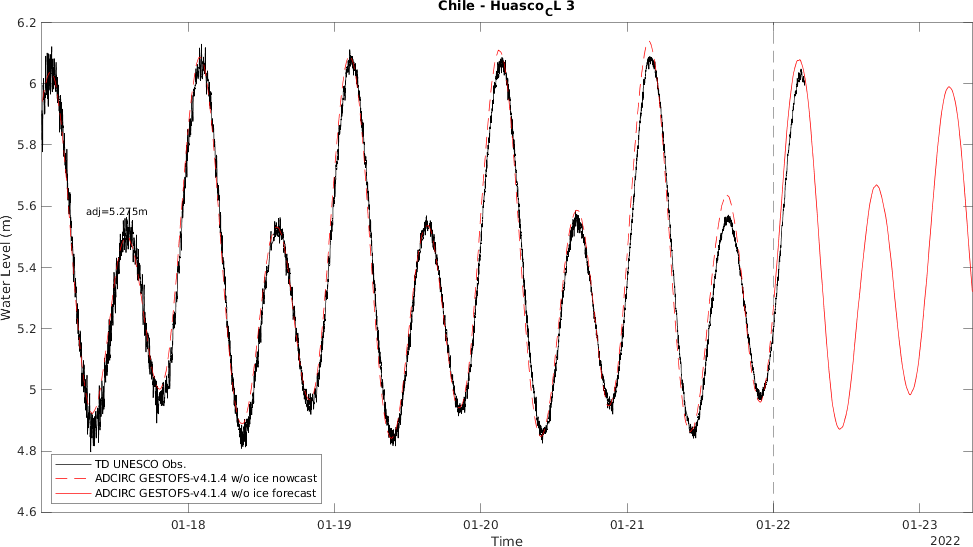 Chile - Huasco_CL 3
6.2
6
5.8
5.6
5.4
5.2
5
4.8
4.6
Water Level (m)
adj=5.275m
TD UNESCO Obs.
ADCIRC GESTOFS-v4.1.4 w/o ice nowcast
ADCIRC GESTOFS-v4.1.4 w/o ice forecast
01-18
01-19
01-20
01-21
01-22
01-23
Time
2022